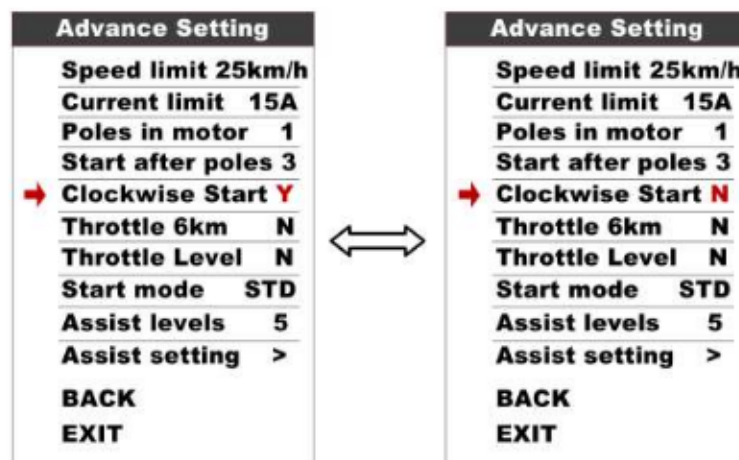 Advance Setting
Speed limit 25km/h
Current limit 15A
Poles in motor 1
Start after poles 3
Clockwise Start Y
Throttle 6km N
Throttle Level N
Start mode STD
Assist levels 5
Assist setting >
BACK
EXIT
Advance Setting
Speed limit 25km/h
Current limit 15A
Poles in motor 1
Start after poles 3
Clockwise Start N
Throttle 6km N
Throttle Level N
Start mode STD
Assist levels 5
Assist setting >
BACK
EXIT